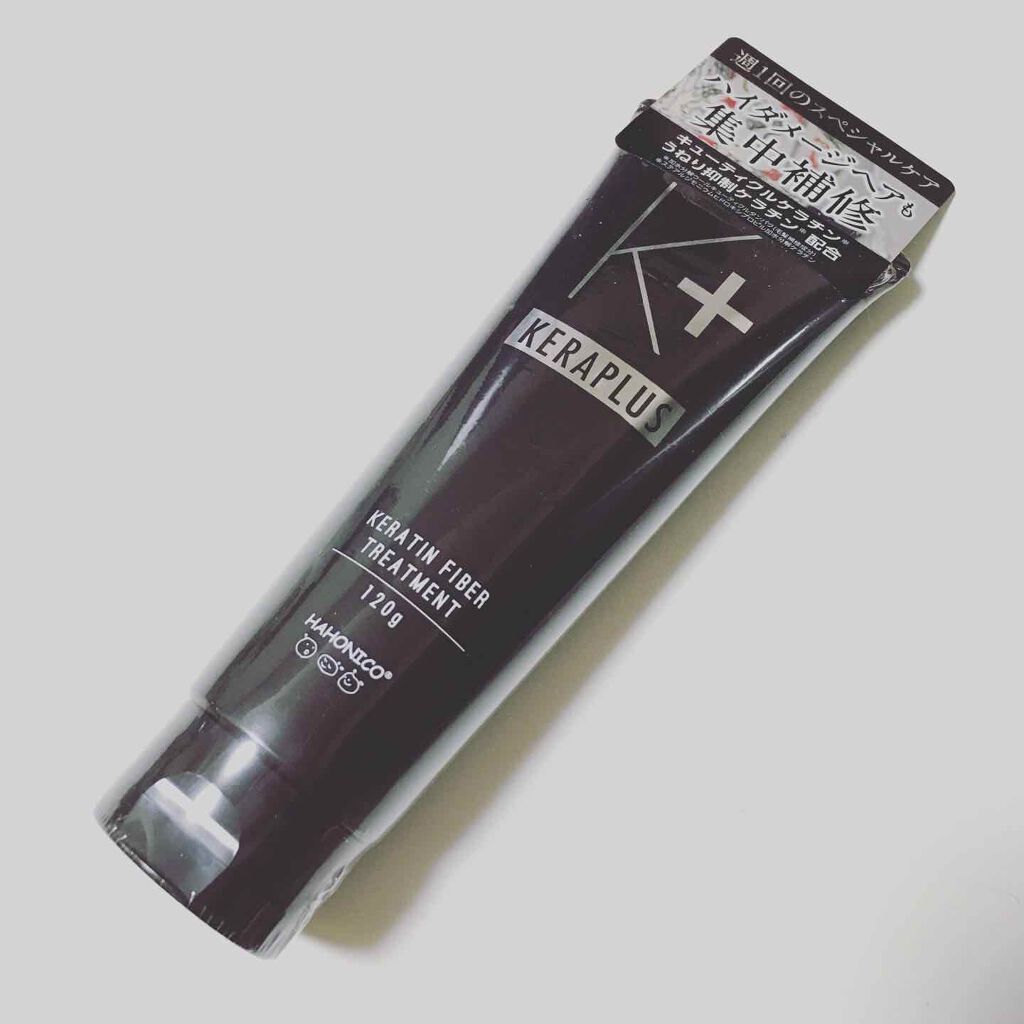 週1回のスペシャルケア
ハイダメージヘアも
集中補修
キューティクルケラチン※
うねり抑制ケラチン※ 配合
K+
KERAPLUS
KERATIN FIBER
TREATMENT
120g
HAHONICO®